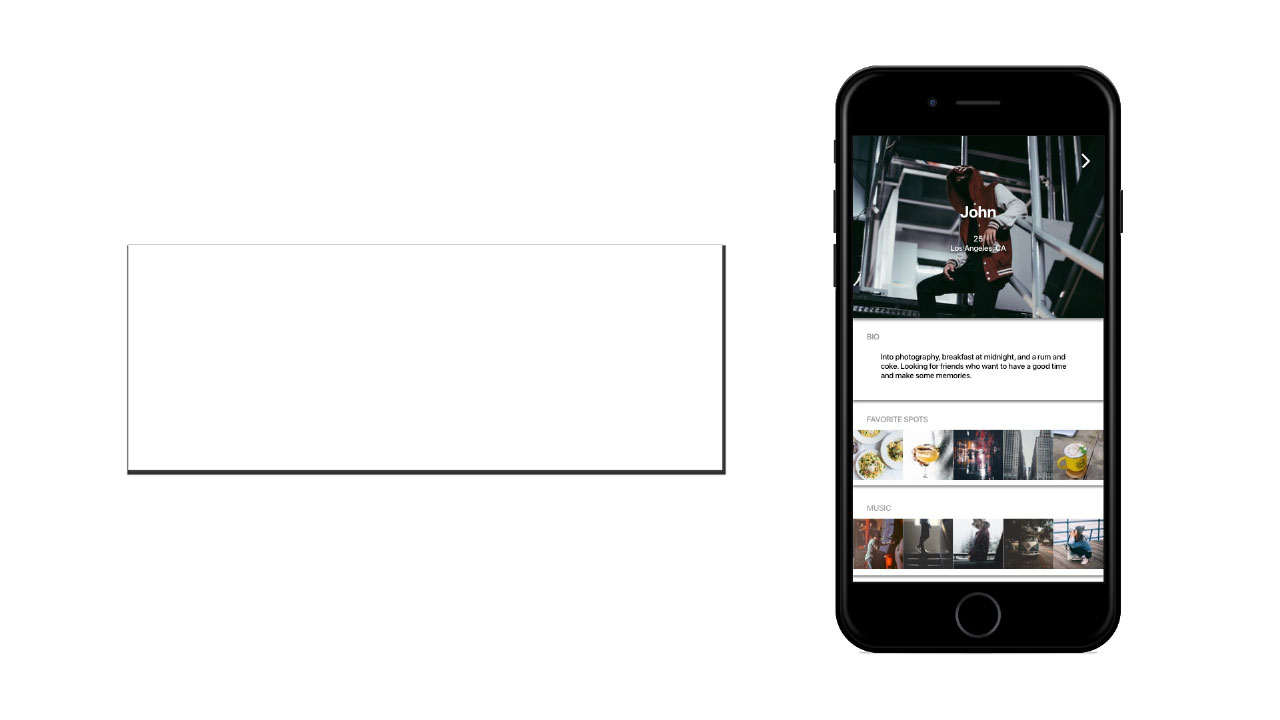 John
25
Los Angeles, CA
BIO
Into photography, breakfast at midnight, and a rum and
coke. Looking for friends who want to have a good time
and make some memories.
FAVORITE SPOTS
MUSIC